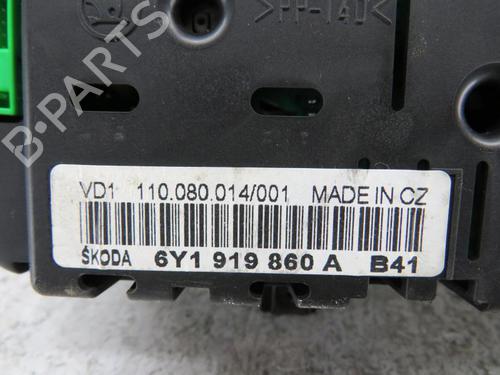 >PP-T40<
B-PARTS
VD1 110.080.014/001 MADE IN CZ
ŠKODA 6Y1 919 860 A B41